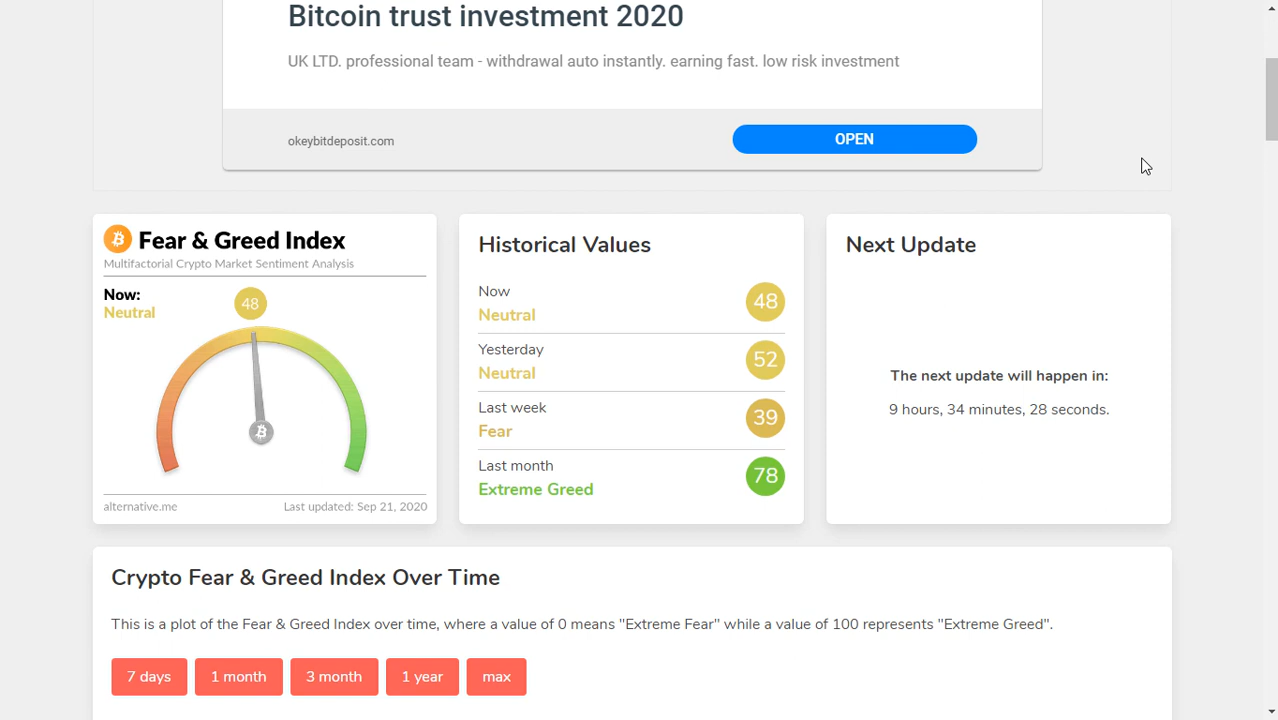 Bitcoin trust investment 2020
UK LTD. professional team - withdrawal auto instantly. earning fast. low risk investment
okeybitdeposit.com
OPEN
Fear & Greed Index
Multifactorial Crypto Market Sentiment Analysis
Now:
Neutral
48
alternative.me
Last updated: Sep 21, 2020
Historical Values
Now
Neutral
48
Yesterday
Neutral
52
Last week
Fear
39
Last month
Extreme Greed
78
Next Update
The next update will happen in:
9 hours, 34 minutes, 28 seconds.
Crypto Fear & Greed Index Over Time
This is a plot of the Fear & Greed Index over time, where a value of 0 means "Extreme Fear" while a value of 100 represents "Extreme Greed".
7 days
1 month
3 month
1 year
max